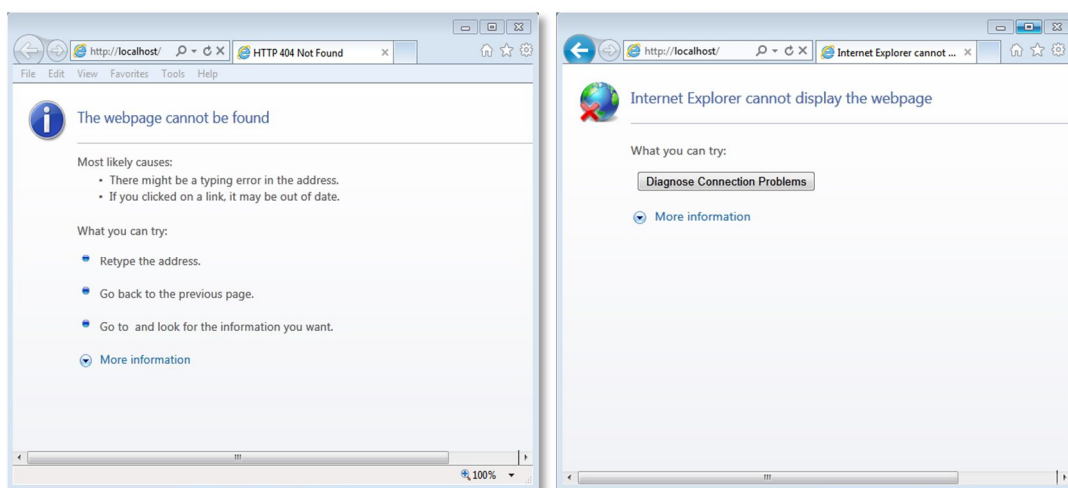 http://localhost/
HTTP 404 Not Found
File Edit View Favorites Tools Help
The webpage cannot be found
Most likely causes:
• There might be a typing error in the address.
• If you clicked on a link, it may be out of date.
What you can try:
Retype the address.
Go back to the previous page.
Go to and look for the information you want.
More information
100%
http://localhost/
Internet Explorer cannot ...
Internet Explorer cannot display the webpage
What you can try:
Diagnose Connection Problems
More information